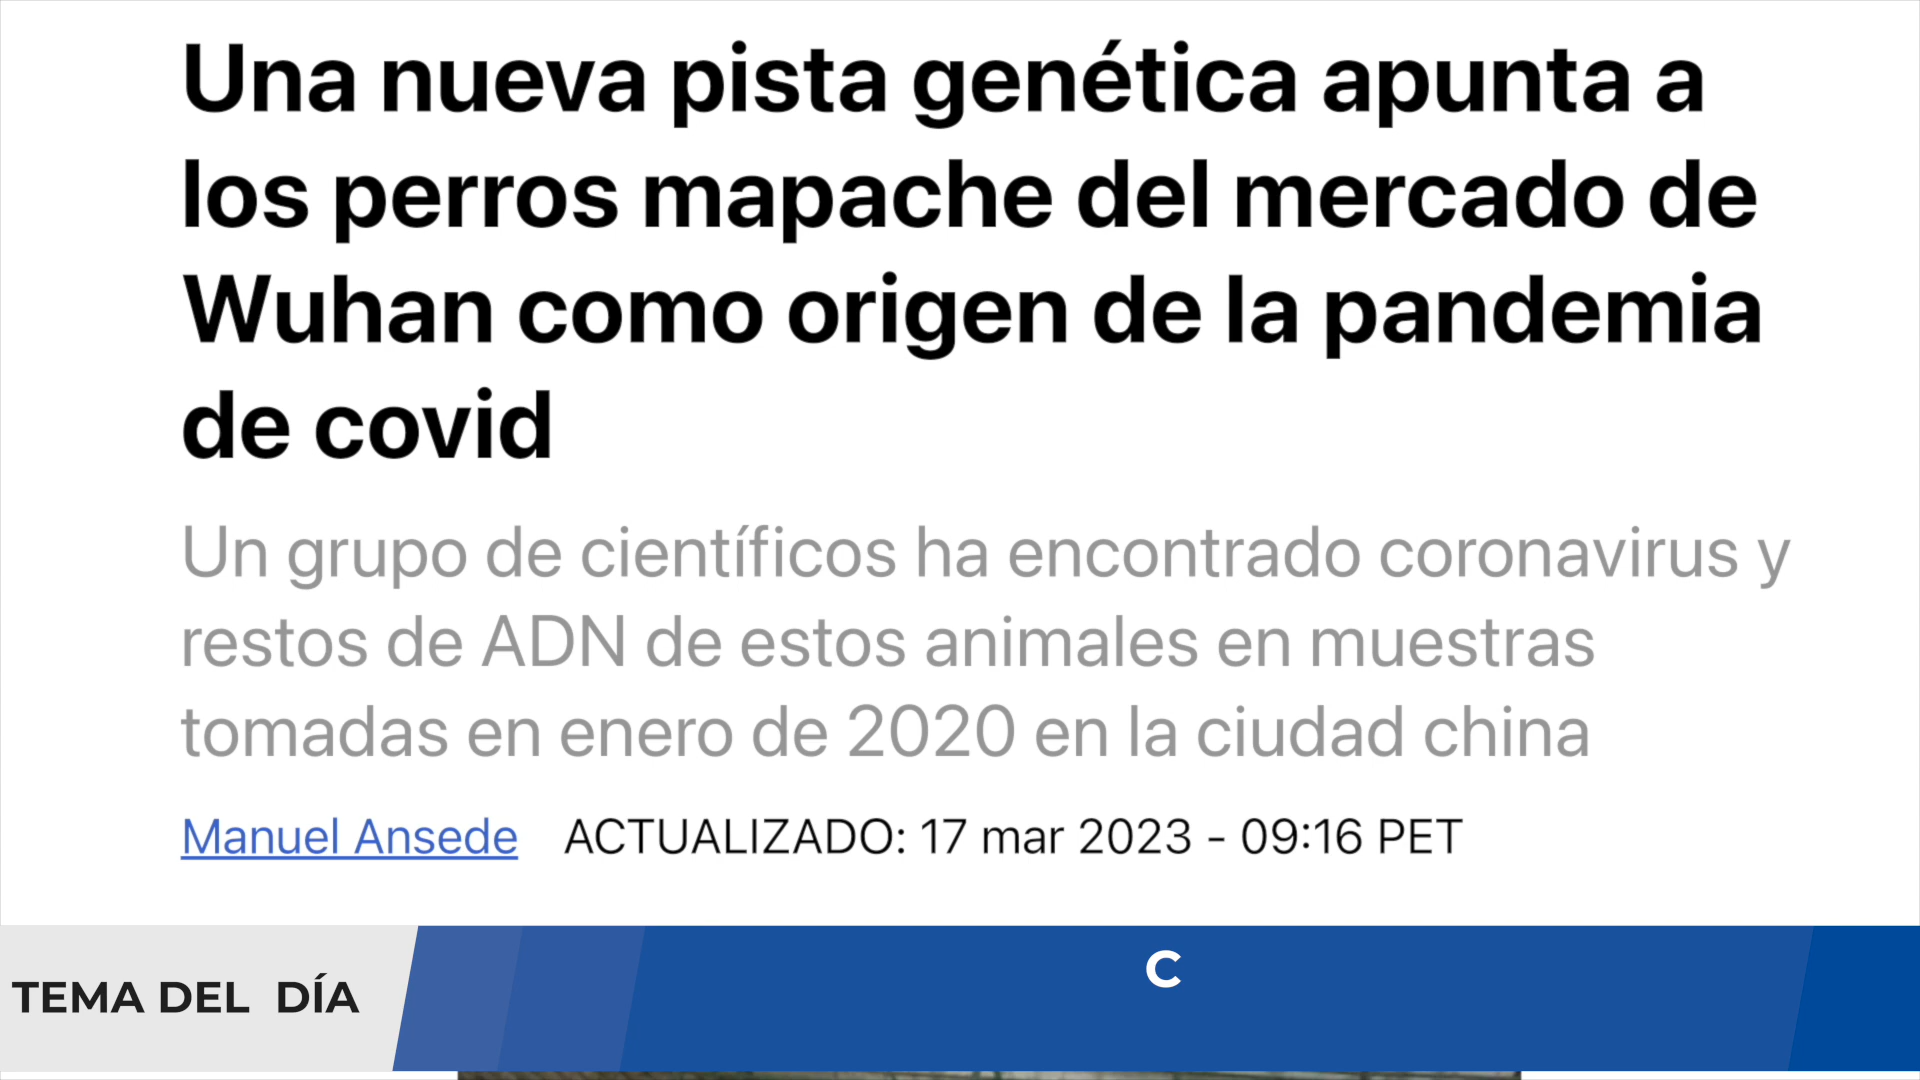 Una nueva pista genética apunta a
los perros mapache del mercado de
Wuhan como origen de la pandemia
de covid
Un grupo de científicos ha encontrado coronavirus y
restos de ADN de estos animales en muestras
tomadas en enero de 2020 en la ciudad china
Manuel Ansede ACTUALIZADO: 17 mar 2023 - 09:16 PET
TEMA DEL DÍA
C